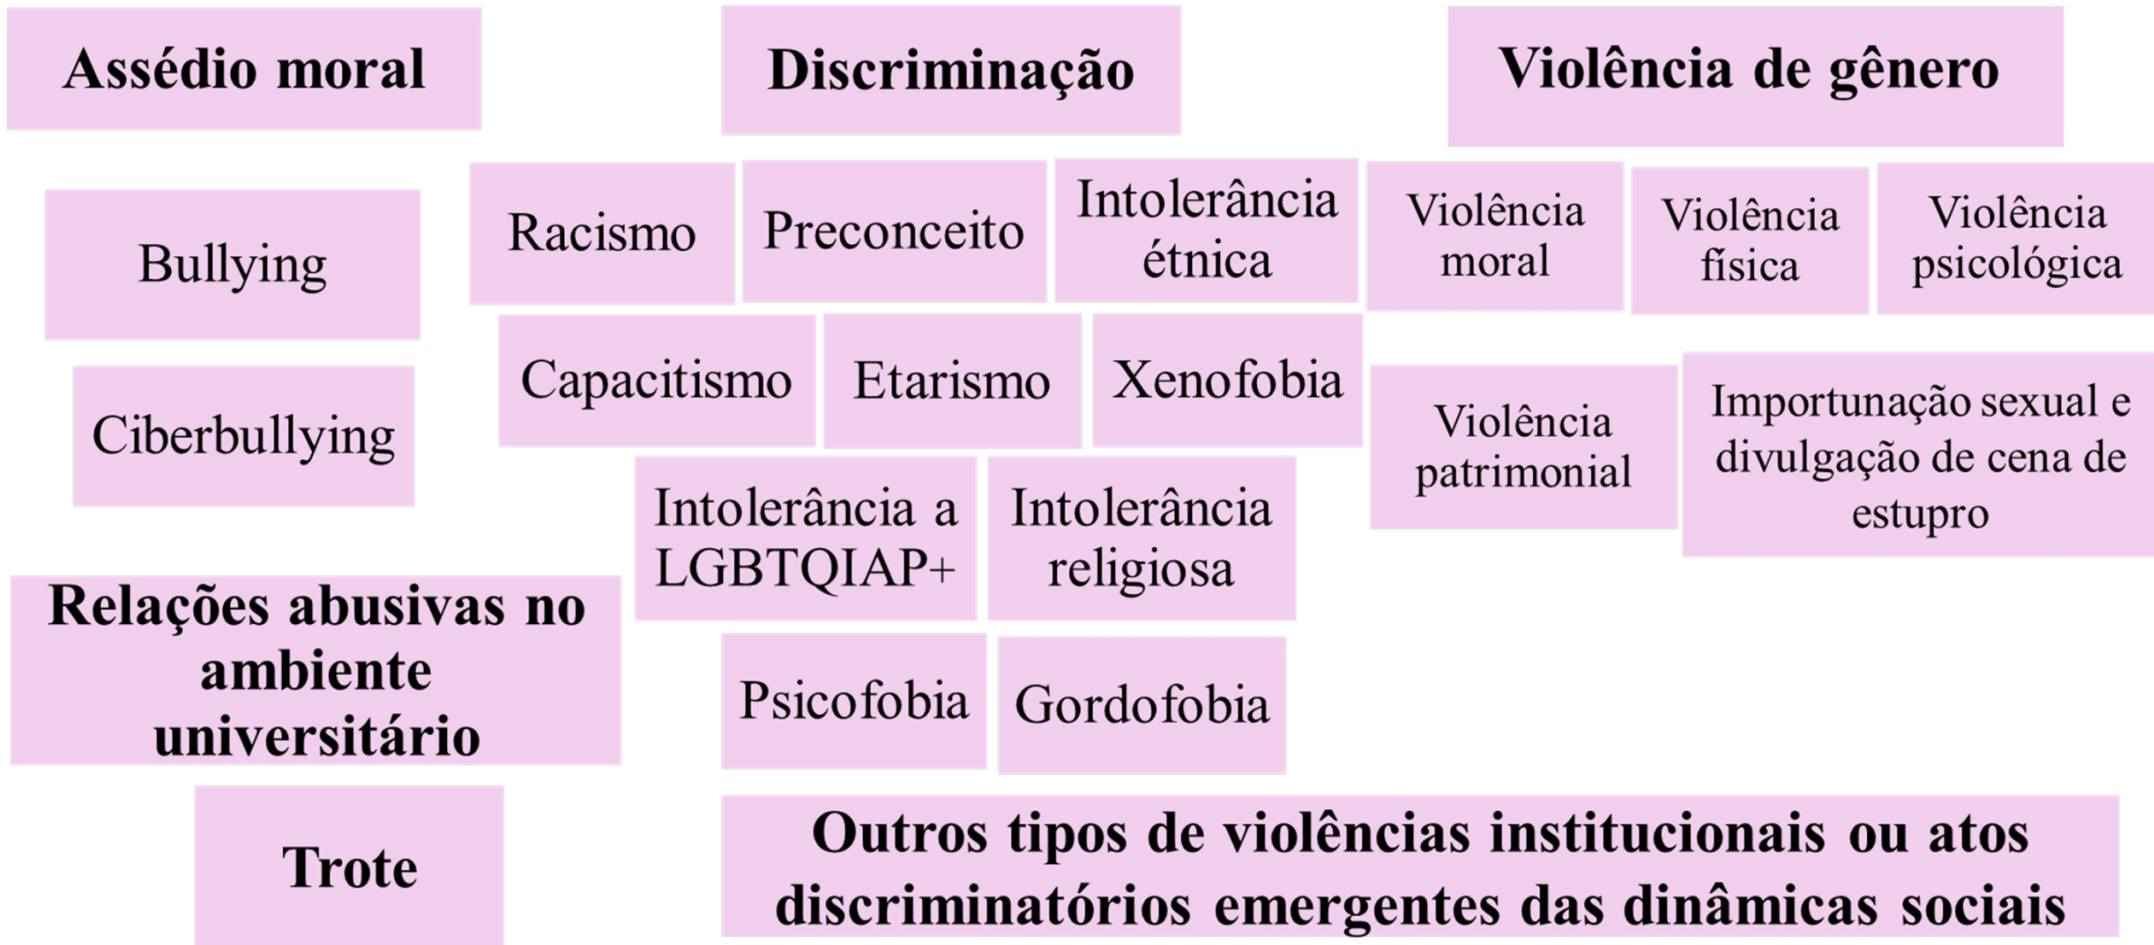 Assédio moral
Bullying
Ciberbullying
Discriminação
Racismo
Preconceito
Intolerância
étnica
Capacitismo
Etarismo
Xenofobia
Intolerância a
LGBTQIAP+
Intolerância
religiosa
Psicofobia
Gordofobia
Violência de gênero
Violência
moral
Violência
física
Violência
psicológica
Violência
patrimonial
Importunação sexual e
divulgação de cena de
estupro
Relações abusivas no
ambiente
universitário
Trote
Outros tipos de violências institucionais ou atos
discriminatórios emergentes das dinâmicas sociais